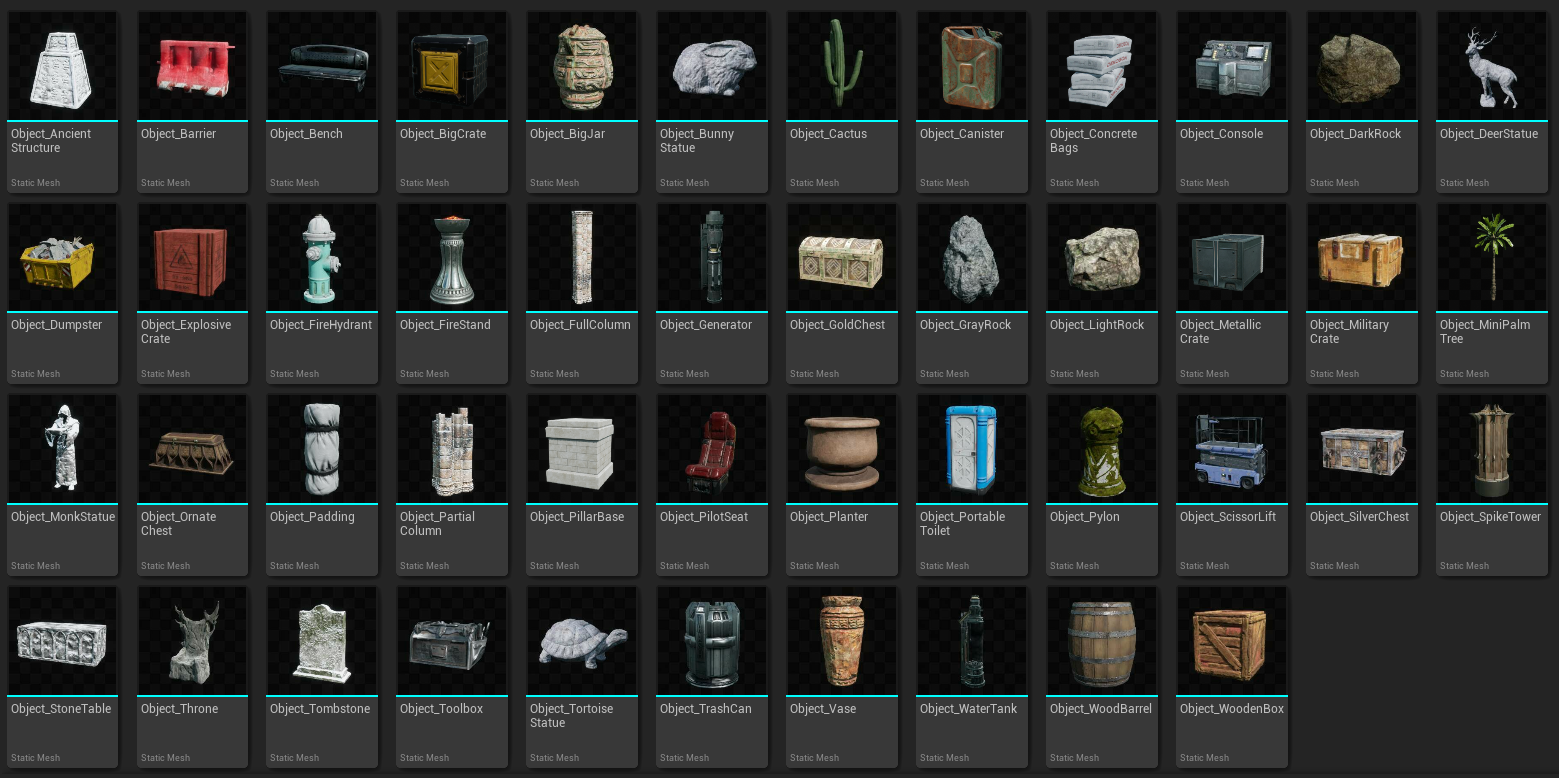 Object_Ancient
Structure
Static Mesh
Object_Barrier
Static Mesh
Object_Bench
Static Mesh
Object_BigCrate
Static Mesh
Object_BigJar
Static Mesh
Object_Bunny
Statue
Static Mesh
Object_Cactus
Static Mesh
Object_Canister
Static Mesh
Object_Concrete
Bags
Static Mesh
Object_Console
Static Mesh
Object_DarkRock
Static Mesh
Object_DeerStatue
Static Mesh
Object_Dumpster
Static Mesh
Object_Explosive
Crate
Static Mesh
Object_FireHydrant
Static Mesh
Object_FireStand
Static Mesh
Object_FullColumn
Static Mesh
Object_Generator
Static Mesh
Object_GoldChest
Static Mesh
Object_GrayRock
Static Mesh
Object_LightRock
Static Mesh
Object_Metallic
Crate
Static Mesh
Object_Military
Crate
Static Mesh
Object_MiniPalm
Tree
Static Mesh
Object_MonkStatue
Static Mesh
Object_Ornate
Chest
Static Mesh
Object_Padding
Static Mesh
Object_Partial
Column
Static Mesh
Object_PillarBase
Static Mesh
Object_PilotSeat
Static Mesh
Object_Planter
Static Mesh
Object_Portable
Toilet
Static Mesh
Object_Pylon
Static Mesh
Object_ScissorLift
Static Mesh
Object_SilverChest
Static Mesh
Object_SpikeTower
Static Mesh
Object_StoneTable
Static Mesh
Object_Throne
Static Mesh
Object_Tombstone
Static Mesh
Object_Toolbox
Static Mesh
Object_Tortoise
Statue
Static Mesh
Object_TrashCan
Static Mesh
Object_Vase
Static Mesh
Object_WaterTank
Static Mesh
Object_WoodBarrel
Static Mesh
Object_WoodenBox
Static Mesh